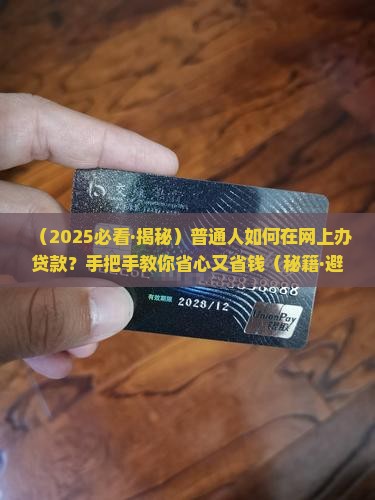 （2025必看·揭秘）普通人如何在网上办
贷款？手把手教你省心又省钱（秘籍·避
有效期限 2028/12
UnionPay
银联